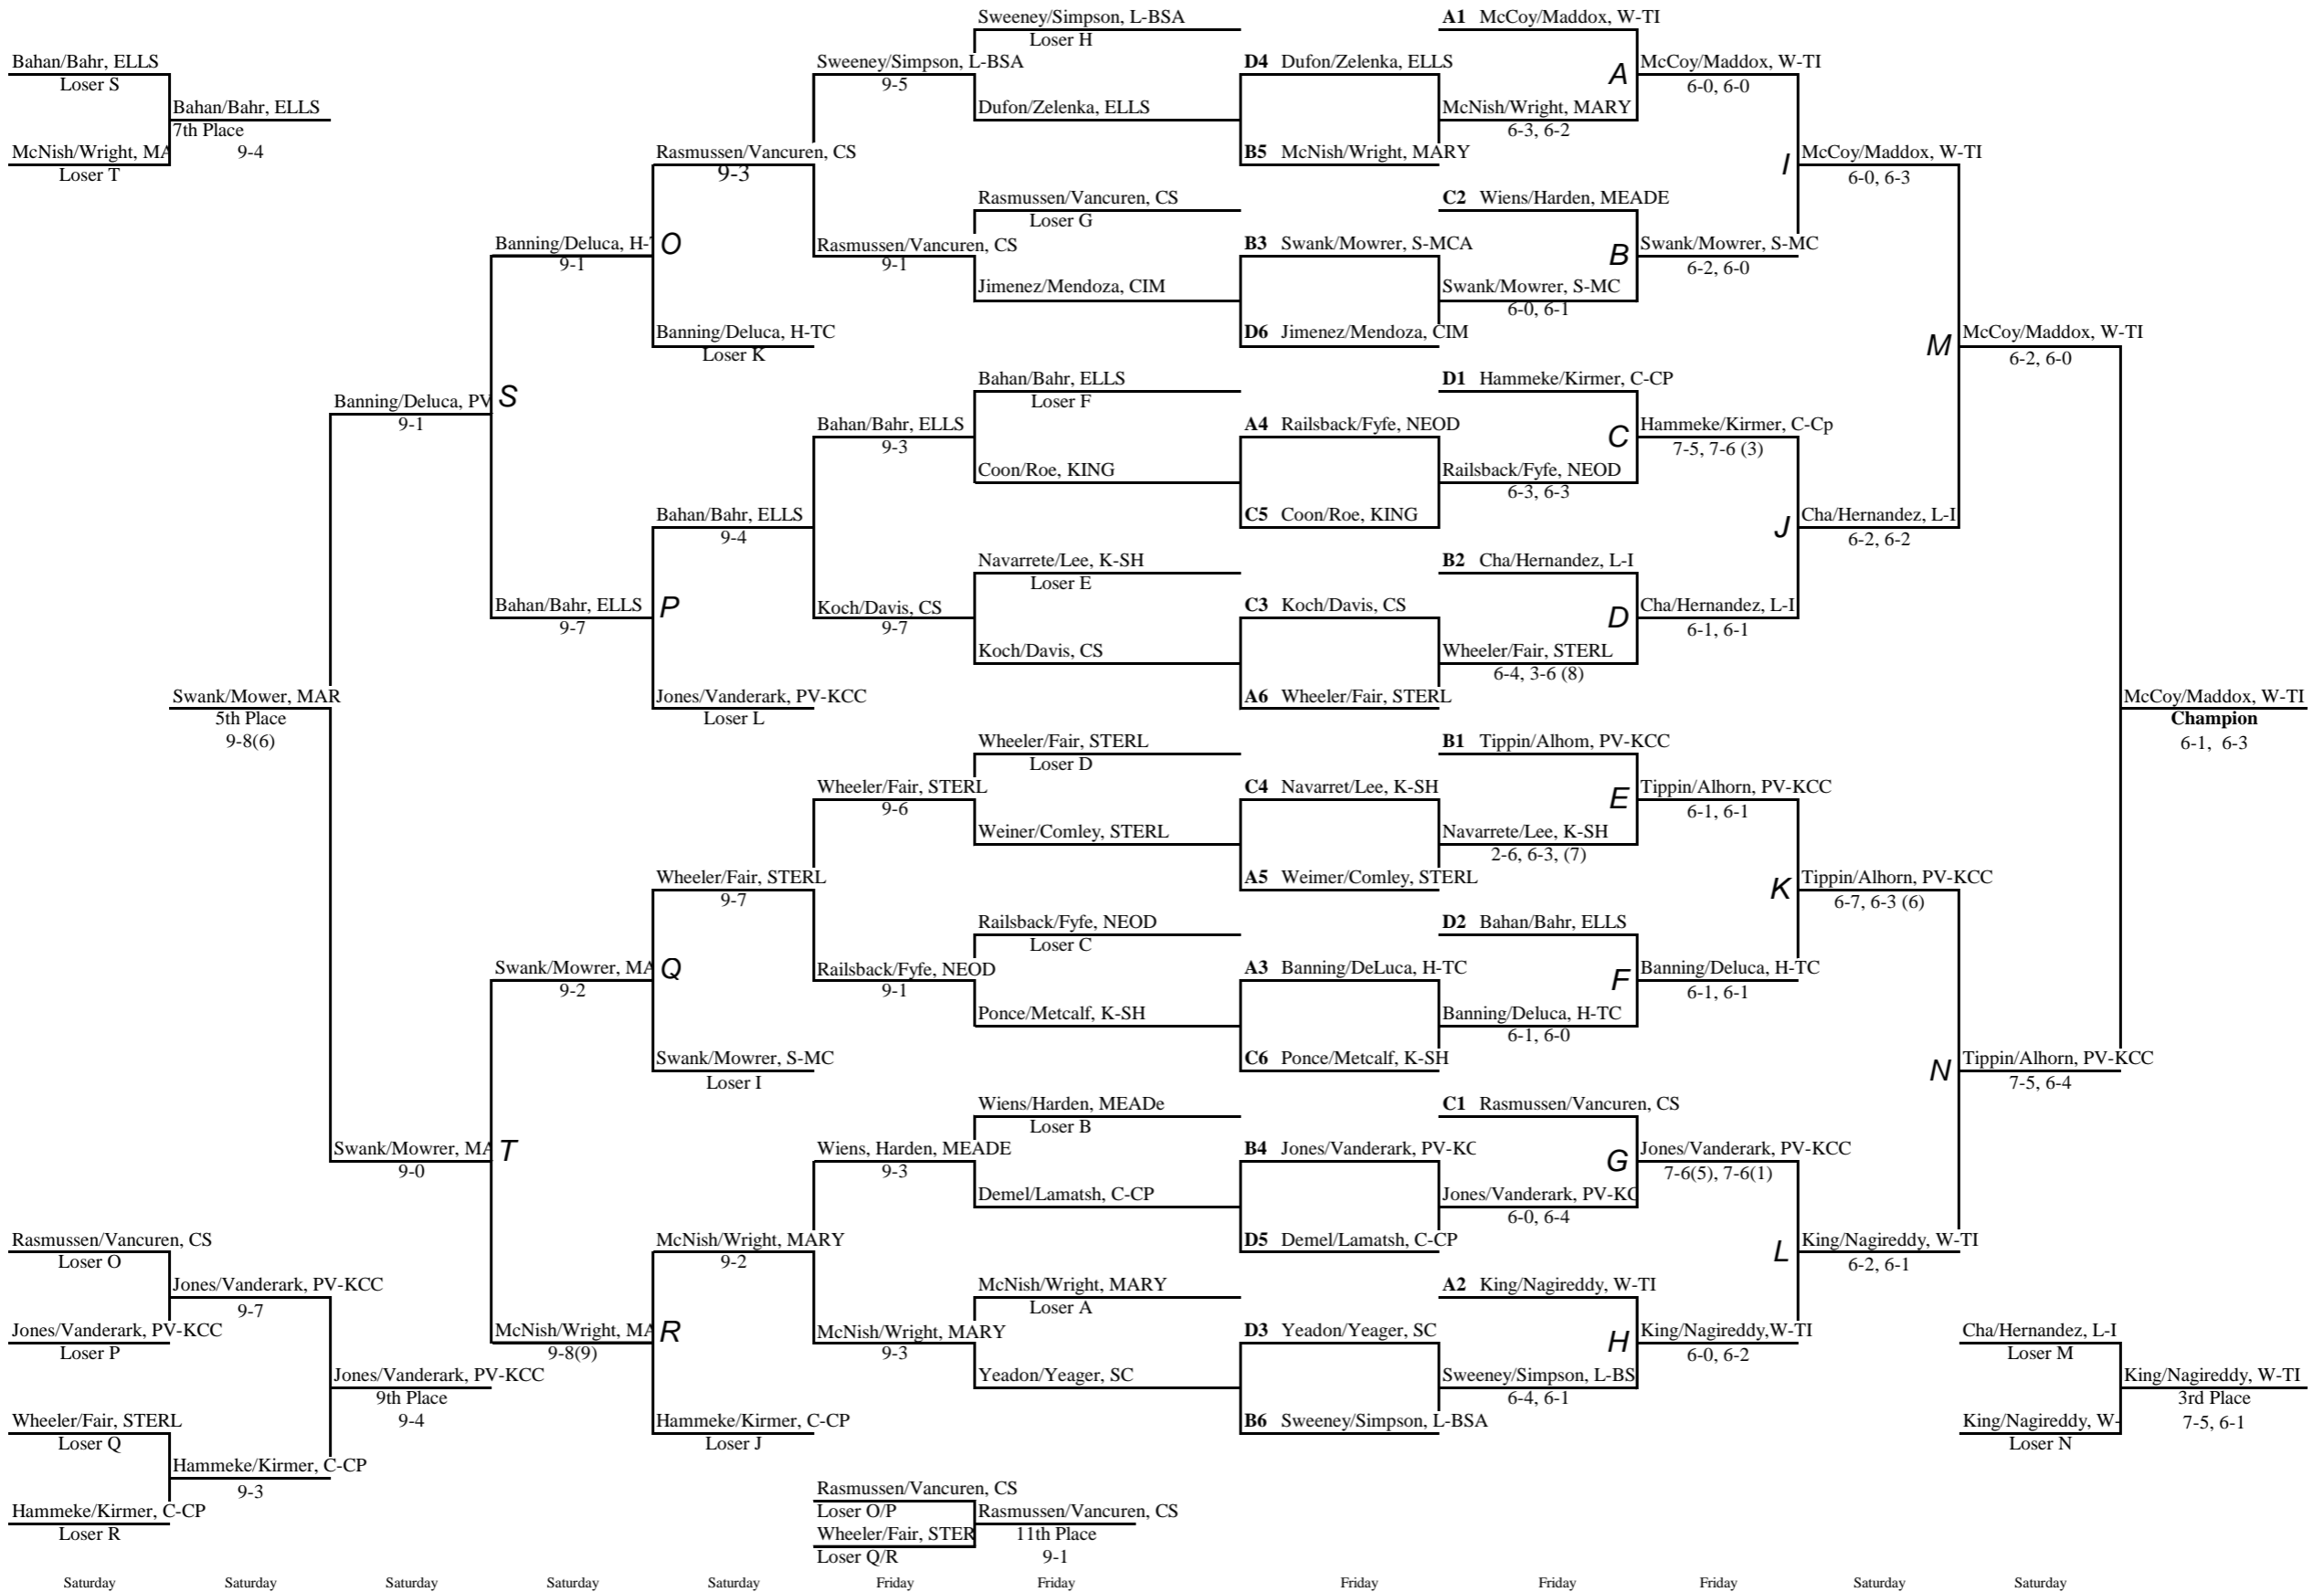 Sweeney/Simpson, L-BSA
A1 McCoy/Maddox, W-TI
Loser H
Bahan/Bahr, ELLS
Sweeney/Simpson, L-BSA
D4 Dufon/Zelenka, ELLS
A
McCoy/Maddox, W-TI
Loser S
9-5
6-0, 6-0
Bahan/Bahr, ELLS
Dufon/Zelenka, ELLS
McNish/Wright, MARY
7th Place
6-3, 6-2
McNish/Wright, MA
9-4
Rasmussen/Vancuren, CS
B5 McNish/Wright, MARY
I
McCoy/Maddox, W-TI
Loser T
9-3
6-0, 6-3
Rasmussen/Vancuren, CS
C2 Wiens/Harden, MEADE
Loser G
Banning/Deluca, H-T
O
Rasmussen/Vancuren, CS
B3 Swank/Mowrer, S-MCA
B
Swank/Mowrer, S-MC
9-1
9-1
6-2, 6-0
Jimenez/Mendoza, CIM
Swank/Mowrer, S-MC
6-0, 6-1
Banning/Deluca, H-TC
D6 Jimenez/Mendoza, CIM
M
McCoy/Maddox, W-TI
Loser K
6-2, 6-0
Bahan/Bahr, ELLS
D1 Hammeke/Kirmer, C-CP
Banning/Deluca, PV
S
Loser F
9-1
Bahan/Bahr, ELLS
A4 Railsback/Fyfe, NEOD
C
Hammeke/Kirmer, C-Cp
9-3
7-5, 7-6 (3)
Coon/Roe, KING
Railsback/Fyfe, NEOD
6-3, 6-3
Bahan/Bahr, ELLS
C5 Coon/Roe, KING
J
Cha/Hernandez, L-I
9-4
6-2, 6-2
Navarrete/Lee, K-SH
B2 Cha/Hernandez, L-I
Loser E
Bahan/Bahr, ELLS
P
Koch/Davis, CS
C3 Koch/Davis, CS
D
Cha/Hernandez, L-I
9-7
9-7
6-1, 6-1
Koch/Davis, CS
Wheeler/Fair, STERL
6-4, 3-6 (8)
Swank/Mower, MAR
Jones/Vanderark, PV-KCC
A6 Wheeler/Fair, STERL
McCoy/Maddox, W-TI
5th Place
Loser L
Champion
9-8(6)
6-1, 6-3
Wheeler/Fair, STERL
B1 Tippin/Alhom, PV-KCC
Loser D
Wheeler/Fair, STERL
C4 Navarret/Lee, K-SH
E
Tippin/Alhorn, PV-KCC
9-6
6-1, 6-1
Weiner/Comley, STERL
Navarrete/Lee, K-SH
2-6, 6-3, (7)
Wheeler/Fair, STERL
A5 Weimer/Comley, STERL
K
Tippin/Alhorn, PV-KCC
9-7
6-7, 6-3 (6)
Railsback/Fyfe, NEOD
D2 Bahan/Bahr, ELLS
Loser C
Swank/Mowrer, MA
Q
Railsback/Fyfe, NEOD
A3 Banning/DeLuca, H-TC
F
Banning/Deluca, H-TC
9-2
9-1
6-1, 6-1
Ponce/Metcalf, K-SH
Banning/Deluca, H-TC
6-1, 6-0
Swank/Mowrer, S-MC
C6 Ponce/Metcalf, K-SH
N
Tippin/Alhorn, PV-KCC
Loser I
7-5, 6-4
Wiens/Harden, MEADe
C1 Rasmussen/Vancuren, CS
Loser B
Swank/Mowrer, MA
T
Wiens, Harden, MEADE
B4 Jones/Vanderark, PV-KC
G
Jones/Vanderark, PV-KCC
9-0
9-3
7-6(5), 7-6(1)
Demel/Lamatsh, C-CP
Jones/Vanderark, PV-KC
6-0, 6-4
Rasmussen/Vancuren, CS
McNish/Wright, MARY
D5 Demel/Lamatsh, C-CP
L
King/Nagireddy, W-TI
Loser O
9-2
6-2, 6-1
Jones/Vanderark, PV-KCC
McNish/Wright, MARY
A2 King/Nagireddy, W-TI
9-7
Loser A
Jones/Vanderark, PV-KCC
McNish/Wright, MA
R
McNish/Wright, MARY
D3 Yeadon/Yeager, SC
H
King/Nagireddy,W-TI
Cha/Hernandez, L-I
Loser P
9-8(9)
9-3
6-0, 6-2
Loser M
Jones/Vanderark, PV-KCC
Yeadon/Yeager, SC
Sweeney/Simpson, L-BS
King/Nagireddy, W-TI
9th Place
6-4, 6-1
3rd Place
Wheeler/Fair, STERL
9-4
Hammeke/Kirmer, C-CP
B6 Sweeney/Simpson, L-BSA
King/Nagireddy, W-
7-5, 6-1
Loser Q
Loser J
Loser N
Hammeke/Kirmer, C-CP
9-3
Rasmussen/Vancuren, CS
Hammeke/Kirmer, C-CP
Loser O/P
Rasmussen/Vancuren, CS
Loser R
Wheeler/Fair, STER
11th Place
Loser Q/R
9-1
Saturday Saturday Saturday Saturday Saturday Friday Friday Friday Friday Friday Saturday Saturday